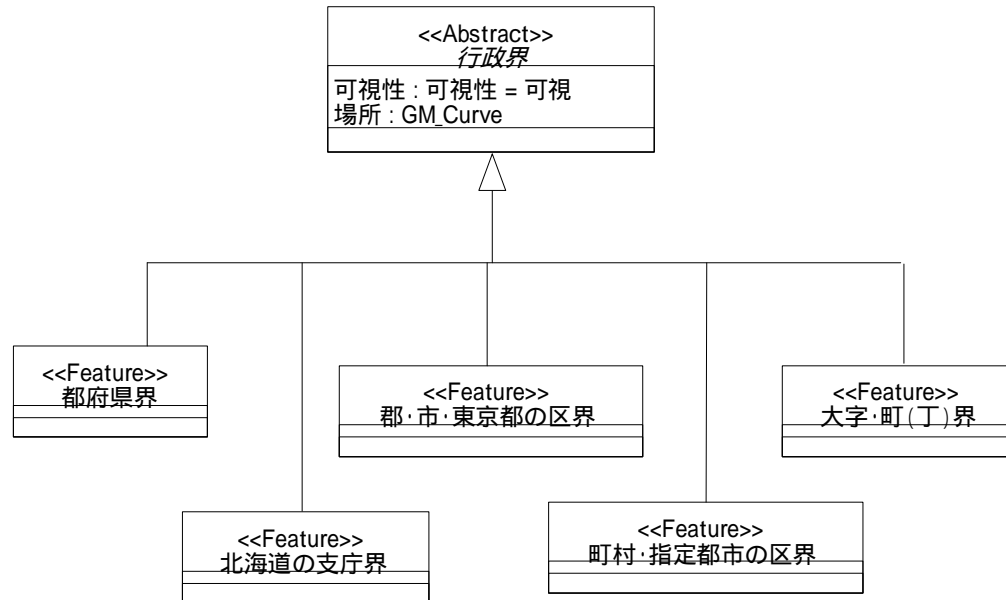 <<Abstract>>
行政界
可視性 : 可視性 = 可視
場所 : GM_Curve
<<Feature>>
都府県界
<<Feature>>
郡･市･東京都の区界
<<Feature>>
大字･町(丁)界
<<Feature>>
北海道の支庁界
<<Feature>>
町村･指定都市の区界